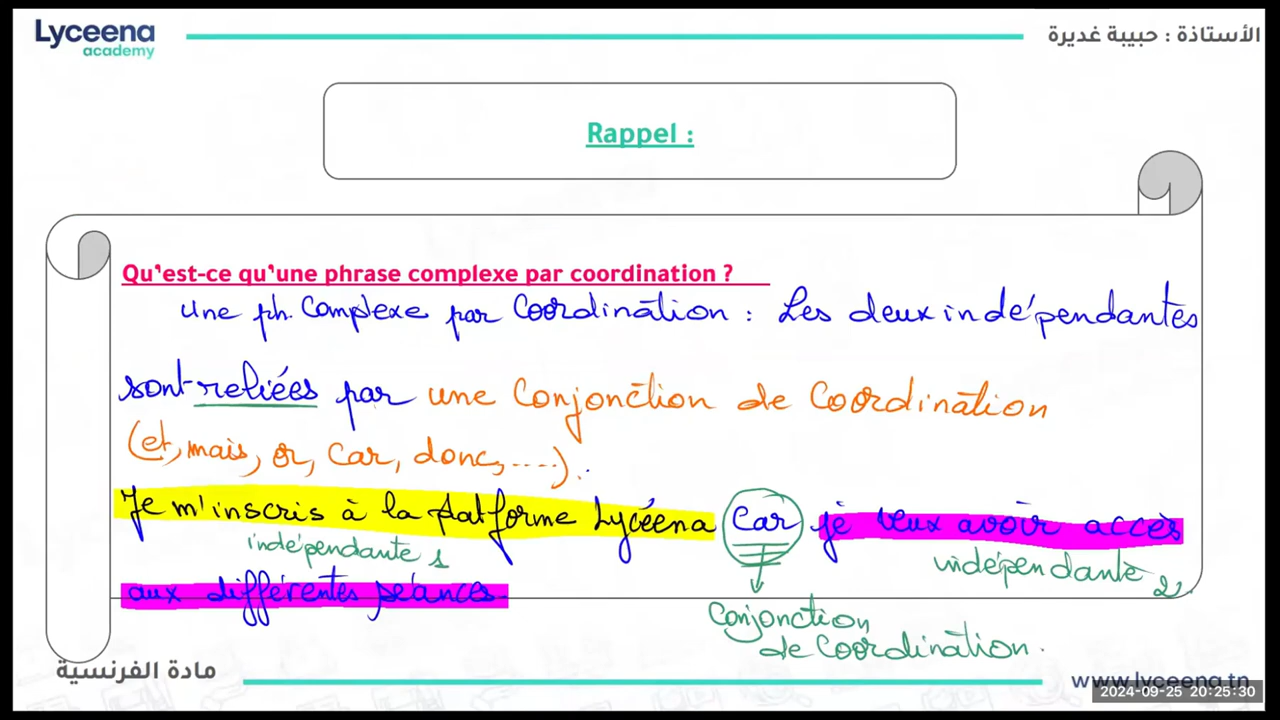 Lyceena
academy
الأستاذة : حبيبة غديرة
Rappel :
Qu'est-ce qu'une phrase complexe par coordination ?
Une ph. Complexe par Coordination : Les deux indépendantes
sont reliées par une Conjonction de Coordination
(et, mais, or, car, donc, ....).
Je m'inscris à la platforme Lycéena Car je veux avoir accès
indépendante 1
indépendante 2
aux différentes séances.
Conjonction
de Coordination.
مادة الفرنسية
www.lyceena.tn
2024-09-25 20:25:30